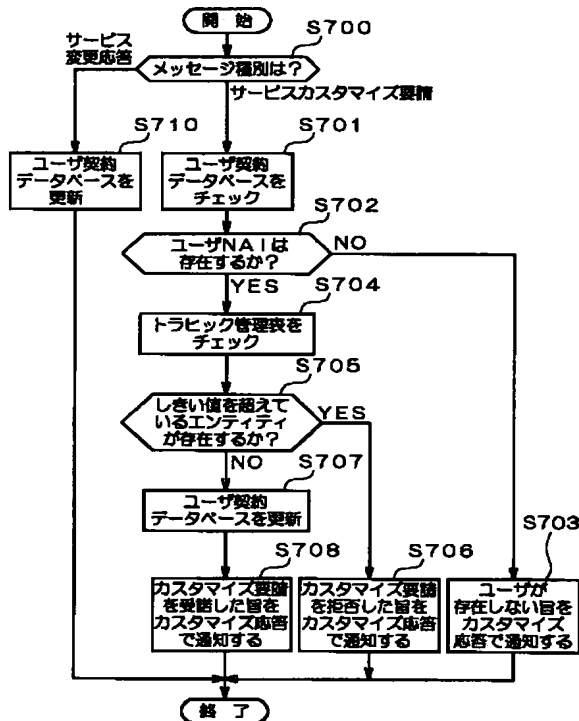 開始
S700
サービス
変更応答
メッセージ種別は？
サービスカスタマイズ要請
S710
S701
ユーザ契約
データベースを
更新
ユーザ契約
データベースを
チェック
S702
ユーザNAIは
存在するか？
NO
YES
S704
トラヒック管理表を
チェック
S705
しきい値を超えて
いるエンティティ
が存在するか？
YES
NO
S707
ユーザ契約
データベースを更新
S708
S706
S703
カスタマイズ要請
を受諾した旨を
カスタマイズ応答
で通知する
カスタマイズ要請
を拒否した旨を
カスタマイズ応答
で通知する
ユーザが
存在しない旨を
カスタマイズ
応答で通知する
終了